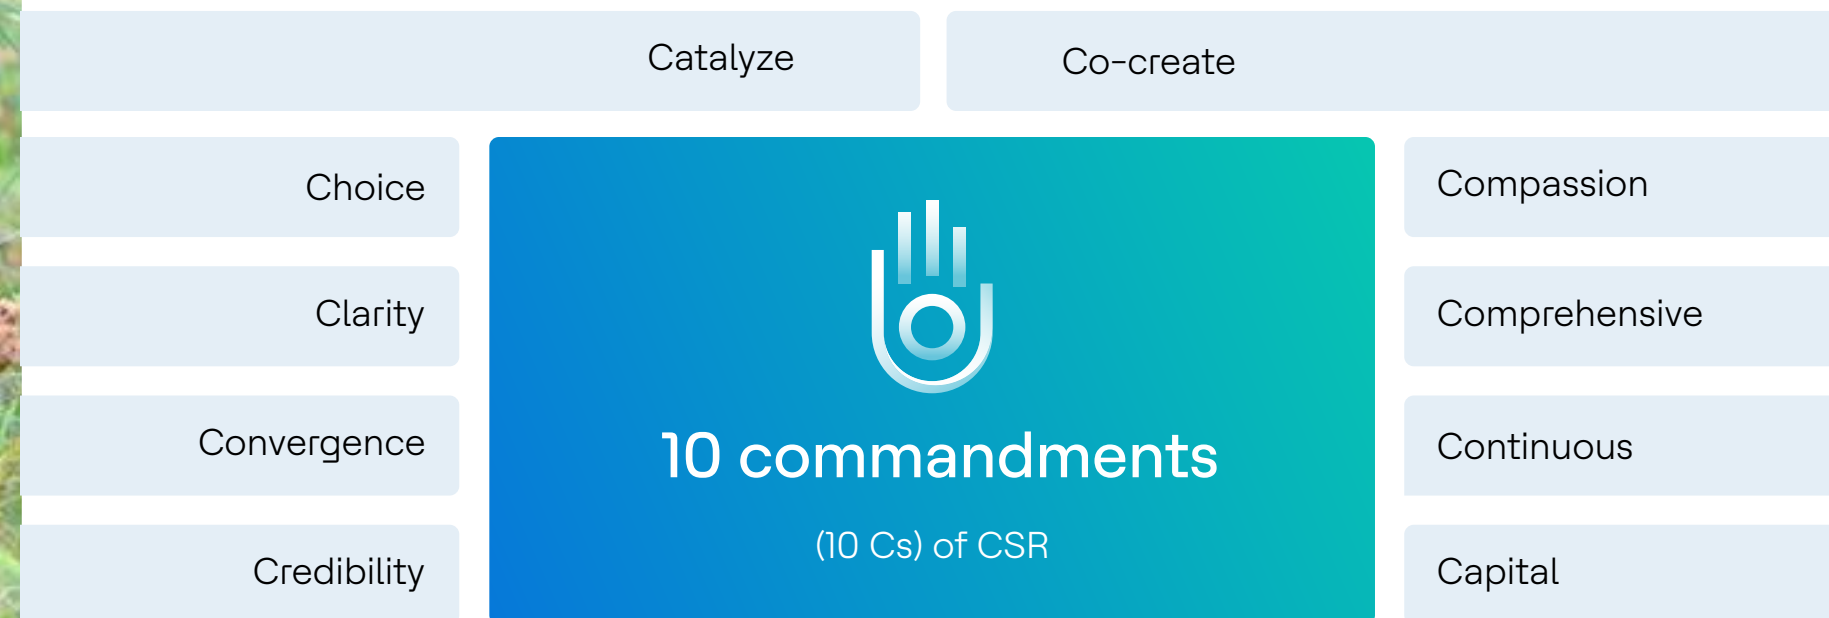 Catalyze
Co-create
Choice
Compassion
Clarity
Comprehensive
Convergence
Continuous
Credibility
Capital
10 commandments
(10 Cs) of CSR